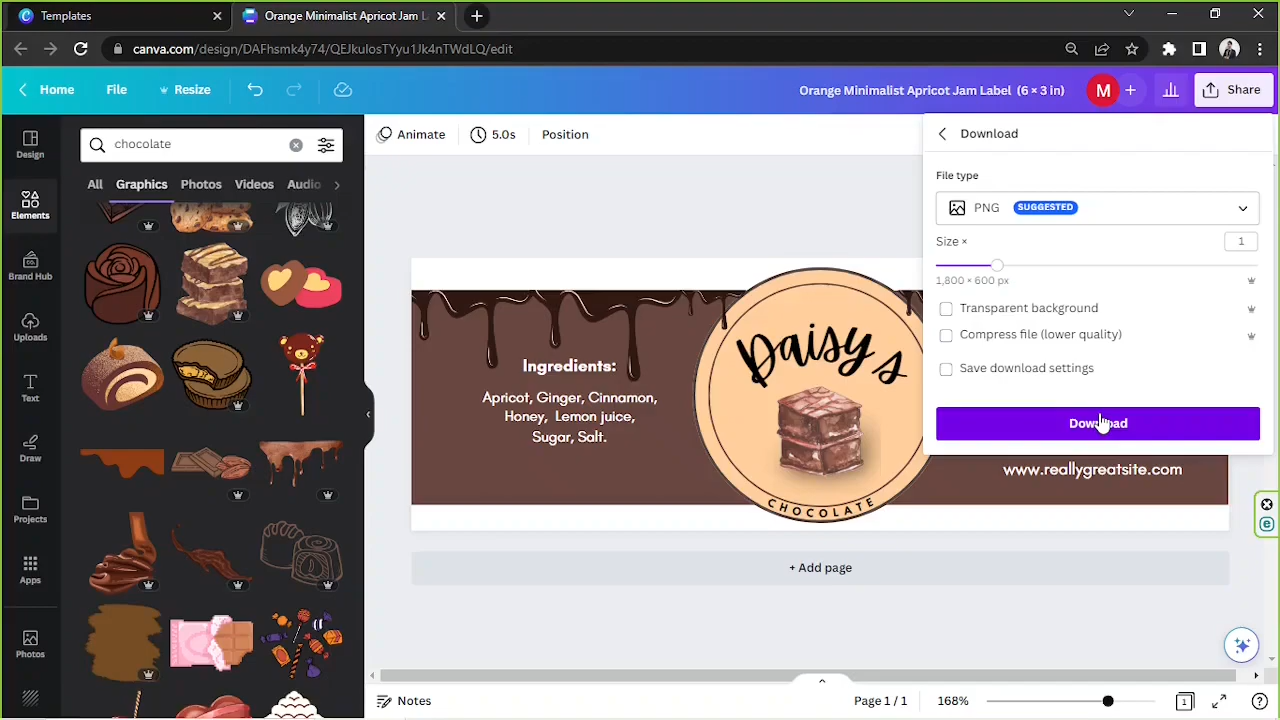 Templates
Orange Minimalist Apricot Jam L
canva.com/design/DAFhsmk4y74/QEJkulosTYyu1Jk4nTWdLQ/edit
Home
File
Resize
Orange Minimalist Apricot Jam Label (6 × 3 in)
M
Share
Design
Elements
Brand Hub
Uploads
Text
Draw
Projects
Apps
Photos
chocolate
All
Graphics
Photos
Videos
Audio
Animate
5.0s
Position
Download
File type
PNG
SUGGESTED
Size ×
1
1,800 × 600 px
Transparent background
Compress file (lower quality)
Save download settings
Download
Ingredients:
Apricot, Ginger, Cinnamon,
Honey, Lemon juice,
Sugar, Salt.
Daisy s
CHOCOLATE
www.reallygreatsite.com
+ Add page
Notes
Page 1 / 1
168%
1